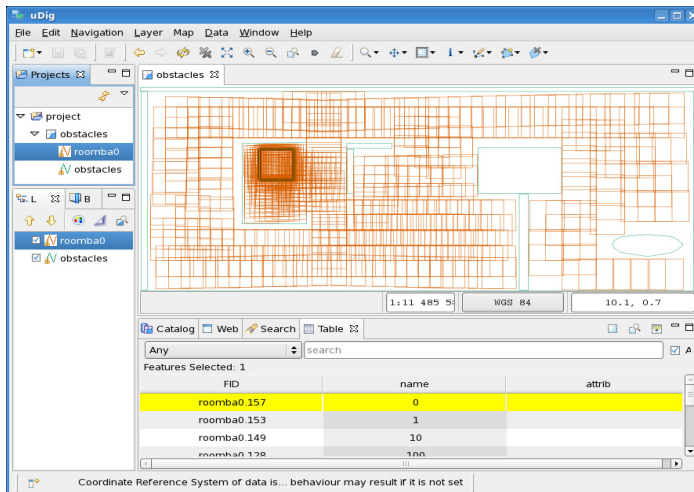 uDig
File Edit Navigation Layer Map Data Window Help
Projects
obstacles
project
obstacles
roomba0
obstacles
L B
roomba0
obstacles
1:11 485 5
WGS 84
10.1, 0.7
Catalog Web Search Table
Any
search
A
Features Selected: 1
FID name attrib
roomba0.157 0
roomba0.153 1
roomba0.149 10
roomba0.128 100
Coordinate Reference System of data is... behaviour may result if it is not set